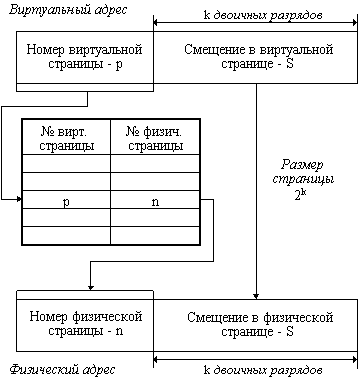 Виртуальный адрес
k двоичных разрядов
Номер виртуальной
страницы - p
Смещение в виртуальной
странице - S
№ вирт.
страницы
№ физич.
страницы
p
n
Размер
страницы
2^k
Номер физической
страницы - n
Смещение в физической
странице - S
Физический адрес
k двоичных разрядов